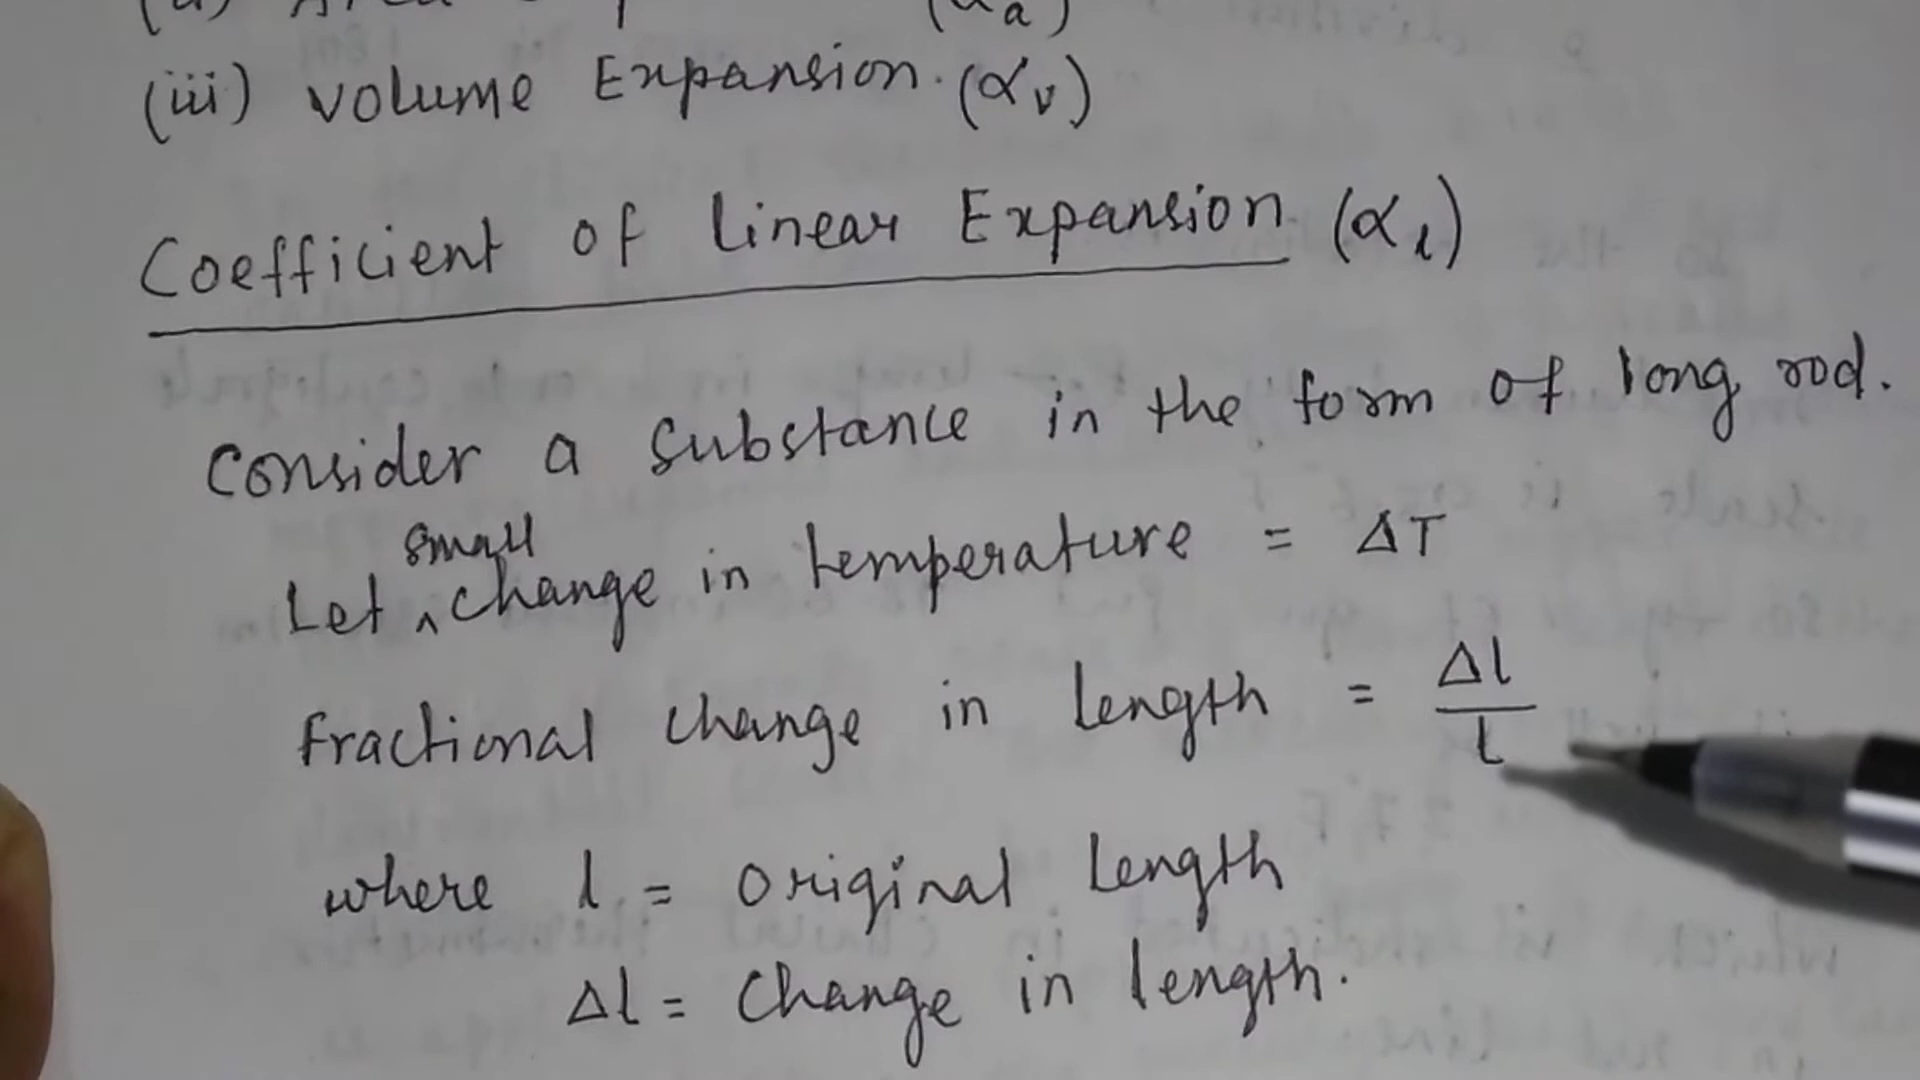 (iii) volume Expansion. (αv)
Coefficient of linear Expansion (αl)
Consider a substance in the form of long rod.
small
Let ^ change in temperature = ΔT
fractional change in length = Δl/l
where l = Original Length
Δl = Change in length.